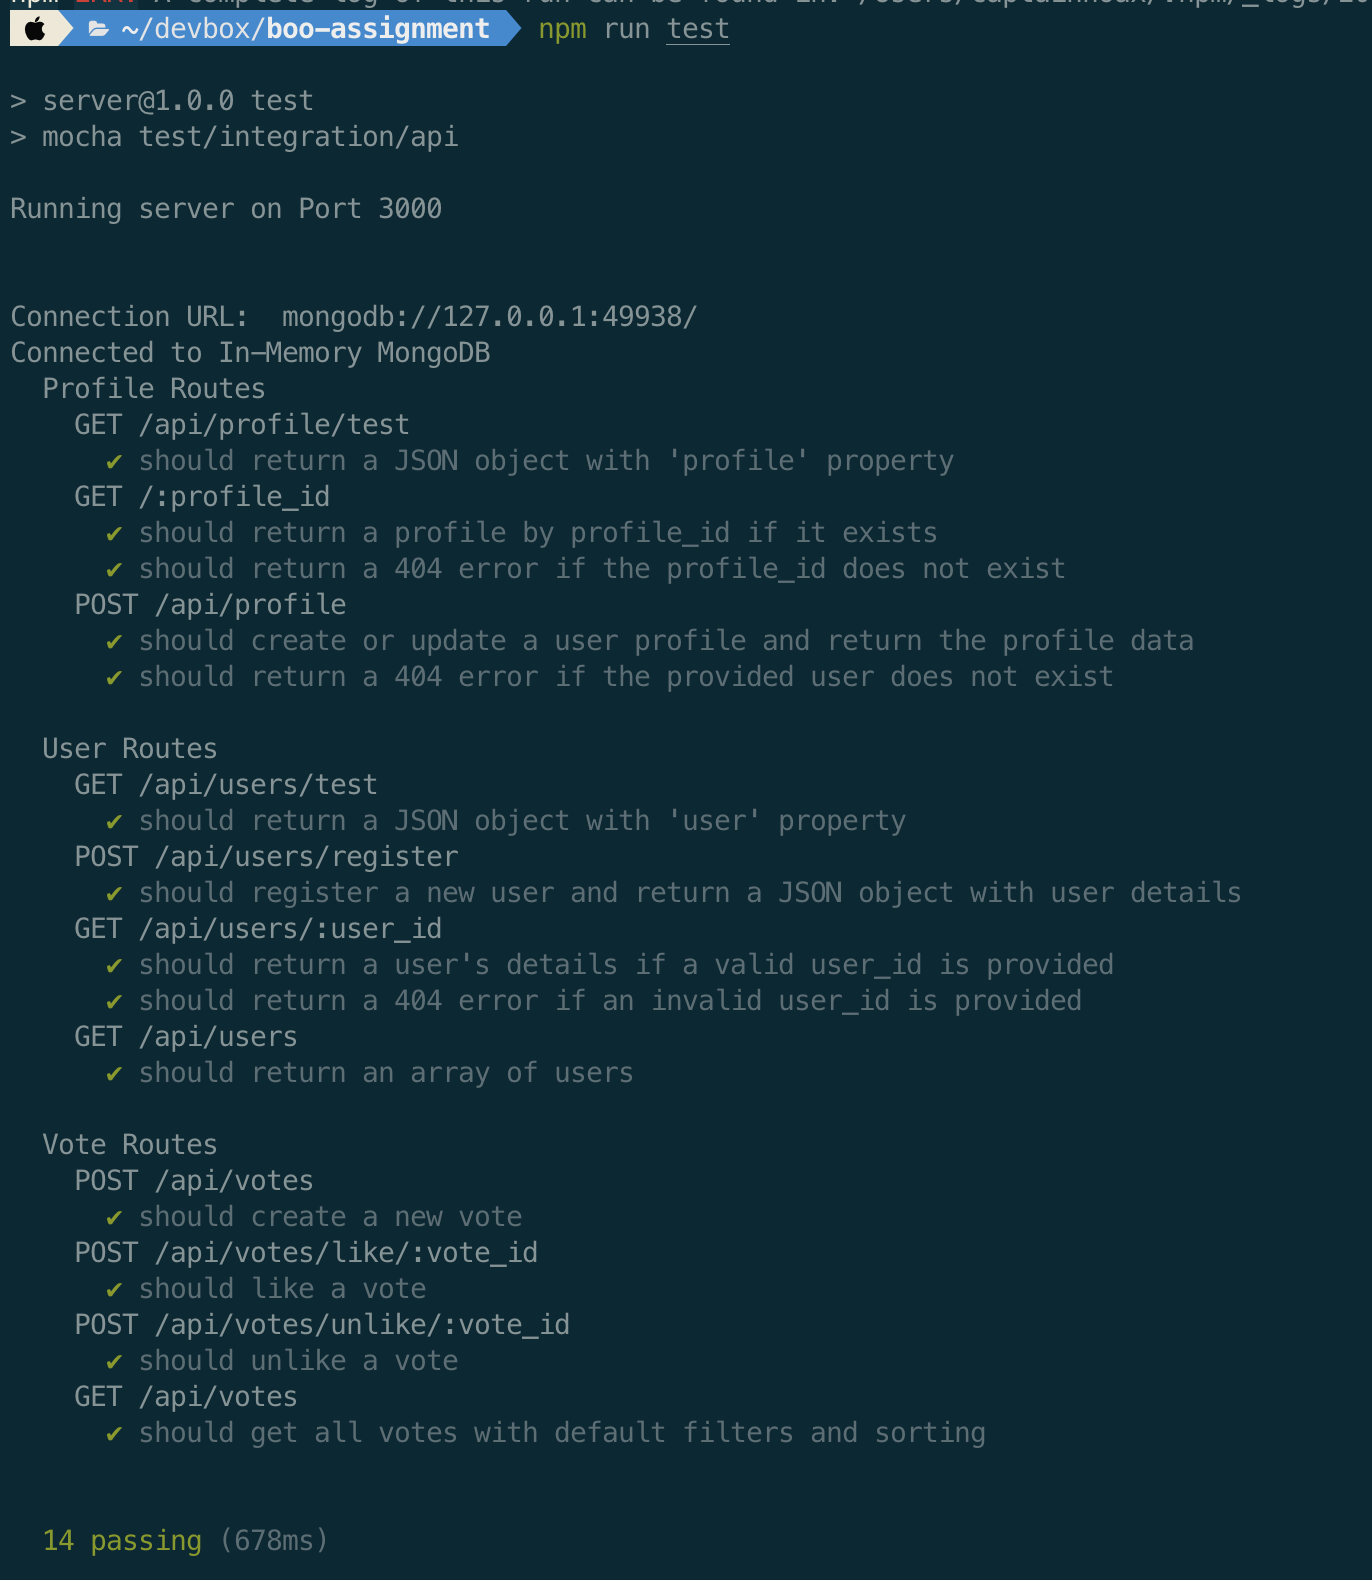 ~/devbox/boo-assignment npm run test
> server@1.0.0 test
> mocha test/integration/api
Running server on Port 3000
Connection URL:  mongodb://127.0.0.1:49938/
Connected to In-Memory MongoDB
Profile Routes
GET /api/profile/test
✔ should return a JSON object with 'profile' property
GET /:profile_id
✔ should return a profile by profile_id if it exists
✔ should return a 404 error if the profile_id does not exist
POST /api/profile
✔ should create or update a user profile and return the profile data
✔ should return a 404 error if the provided user does not exist
User Routes
GET /api/users/test
✔ should return a JSON object with 'user' property
POST /api/users/register
✔ should register a new user and return a JSON object with user details
GET /api/users/:user_id
✔ should return a user's details if a valid user_id is provided
✔ should return a 404 error if an invalid user_id is provided
GET /api/users
✔ should return an array of users
Vote Routes
POST /api/votes
✔ should create a new vote
POST /api/votes/like/:vote_id
✔ should like a vote
POST /api/votes/unlike/:vote_id
✔ should unlike a vote
GET /api/votes
✔ should get all votes with default filters and sorting
14 passing (678ms)